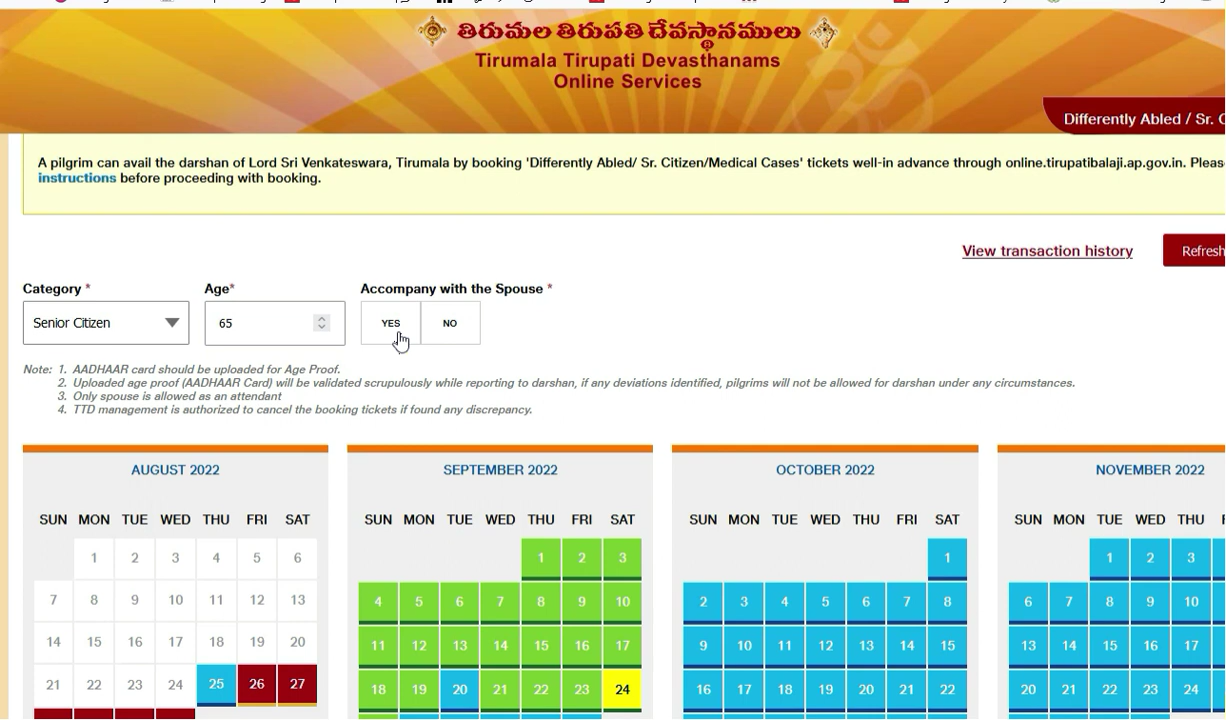 తిరుమల తిరుపతి దేవస్థానములు
Tirumala Tirupati Devasthanams
Online Services
Differently Abled / Sr. C
A pilgrim can avail the darshan of Lord Sri Venkateswara, Tirumala by booking 'Differently Abled/ Sr. Citizen/Medical Cases' tickets well-in advance through online.tirupatibalaji.ap.gov.in. Pleas
instructions before proceeding with booking.
View transaction history Refresh
Category * Age* Accompany with the Spouse *
Senior Citizen 65 YES NO
Note: 1. AADHAAR card should be uploaded for Age Proof.
2. Uploaded age proof (AADHAAR Card) will be validated scrupulously while reporting to darshan, if any deviations identified, pilgrims will not be allowed for darshan under any circumstances.
3. Only spouse is allowed as an attendant
4. TTD management is authorized to cancel the booking tickets if found any discrepancy.
AUGUST 2022 SEPTEMBER 2022 OCTOBER 2022 NOVEMBER 2022
SUN MON TUE WED THU FRI SAT SUN MON TUE WED THU FRI SAT SUN MON TUE WED THU FRI SAT SUN MON TUE WED THU
1 2 3 4 5 6 1 2 3 1 1 2 3
7 8 9 10 11 12 13 4 5 6 7 8 9 10 2 3 4 5 6 7 8 6 7 8 9 10
14 15 16 17 18 19 20 11 12 13 14 15 16 17 9 10 11 12 13 14 15 13 14 15 16 17
21 22 23 24 25 26 27 18 19 20 21 22 23 24 16 17 18 19 20 21 22 20 21 22 23 24